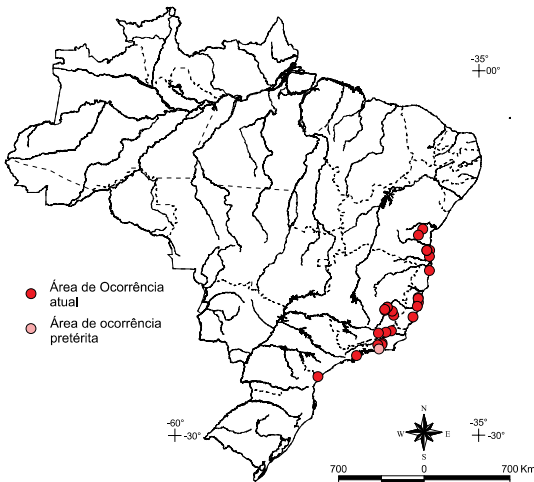 -35°
00°
Área de Ocorrência
atual
Área de ocorrência
pretérita
-60°
-30°
N
W E
S
-35°
-30°
700 0 700 Km